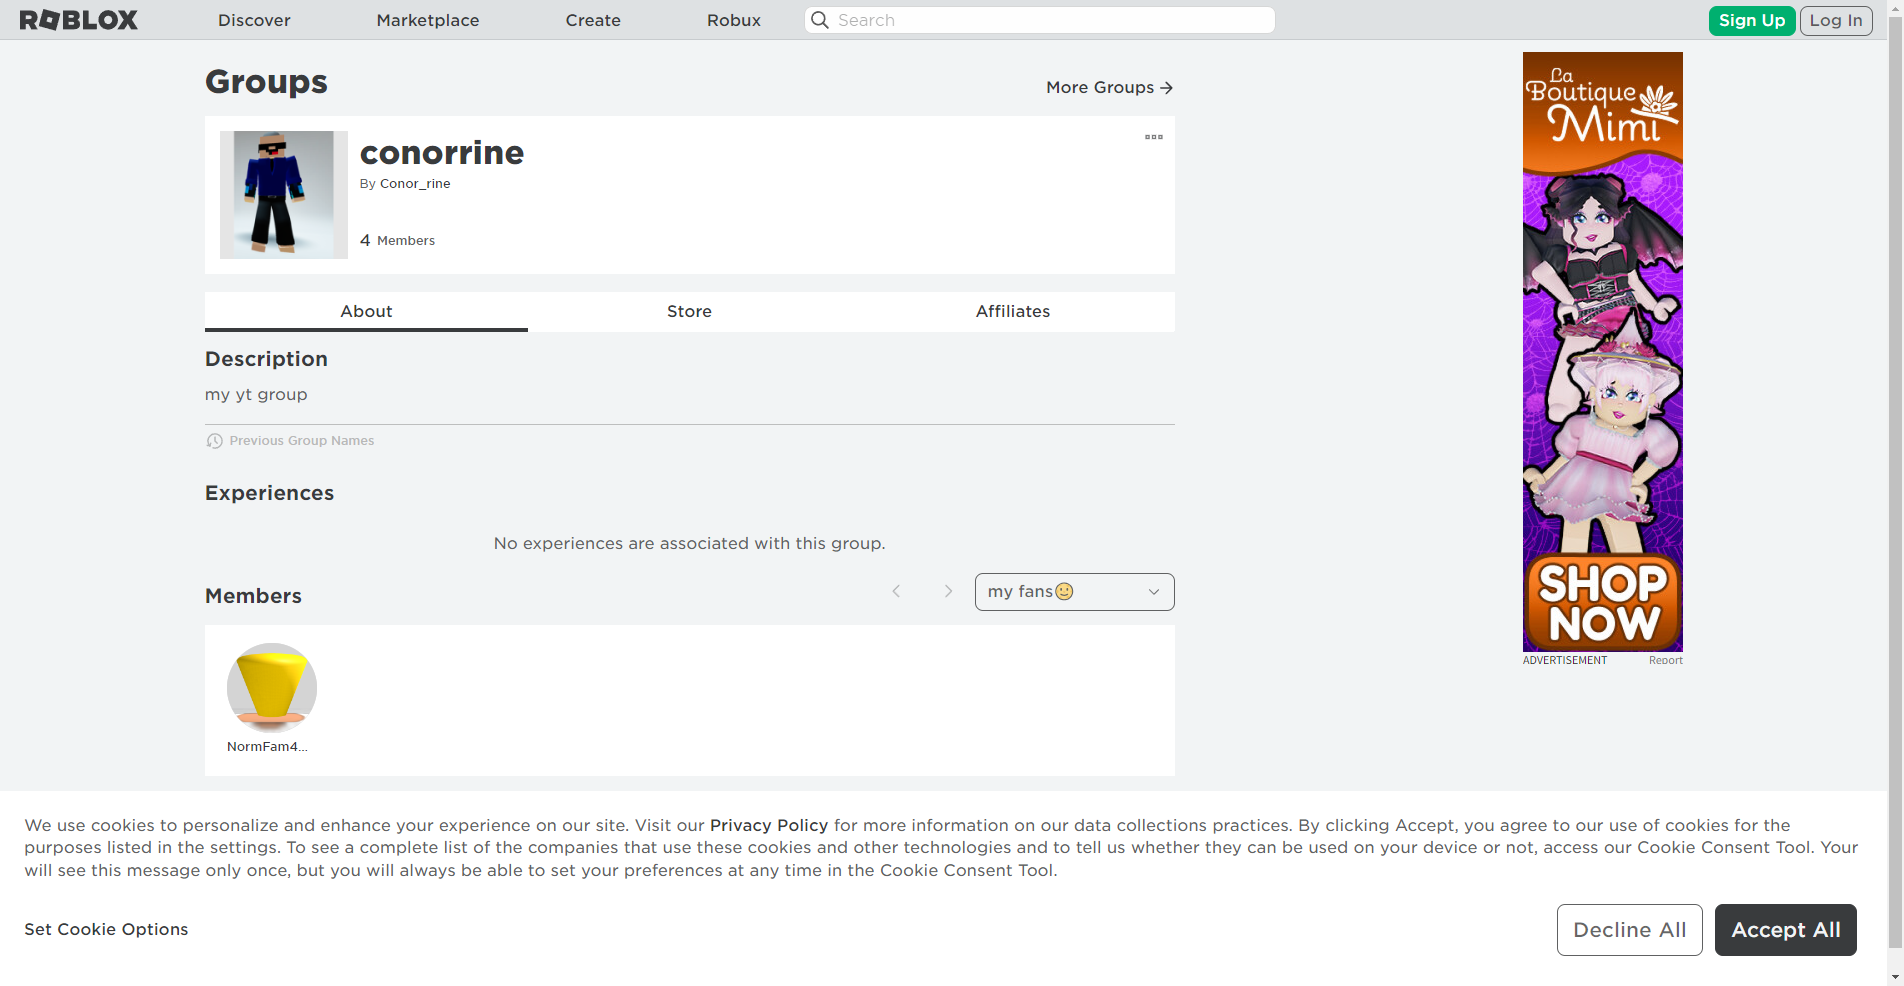 ROBLOX
Discover
Marketplace
Create
Robux
Search
Sign Up
Log In
Groups
More Groups →
conorrine
By Conor_rine
4 Members
About
Store
Affiliates
Description
my yt group
Previous Group Names
Experiences
No experiences are associated with this group.
Members
my fans🙂
NormFam4...
La
Boutique
Mimi
SHOP
NOW
ADVERTISEMENT
Report
We use cookies to personalize and enhance your experience on our site. Visit our Privacy Policy for more information on our data collections practices. By clicking Accept, you agree to our use of cookies for the
purposes listed in the settings. To see a complete list of the companies that use these cookies and other technologies and to tell us whether they can be used on your device or not, access our Cookie Consent Tool. Your
will see this message only once, but you will always be able to set your preferences at any time in the Cookie Consent Tool.
Set Cookie Options
Decline All
Accept All